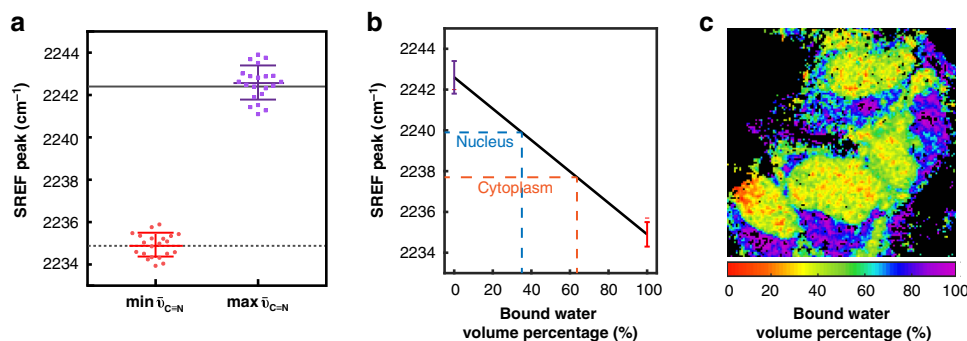 a
SREF peak (cm⁻¹)
2244
2242
2240
2238
2236
2234
min ῡC≡N
max ῡC≡N
b
SREF peak (cm⁻¹)
2244
2242
2240
2238
2236
2234
Nucleus
Cytoplasm
0 20 40 60 80 100
Bound water
volume percentage (%)
c
0 20 40 60 80 100
Bound water
volume percentage (%)